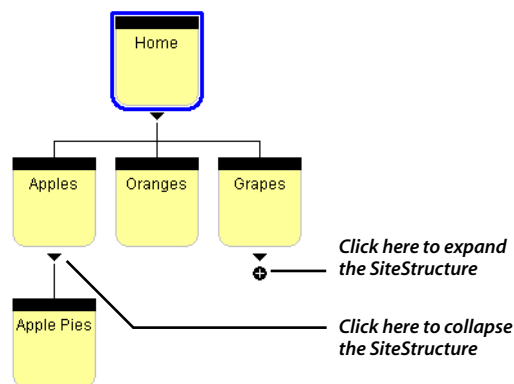 Home
Apples
Oranges
Grapes
Click here to expand
the SiteStructure
Apple Pies
Click here to collapse
the SiteStructure